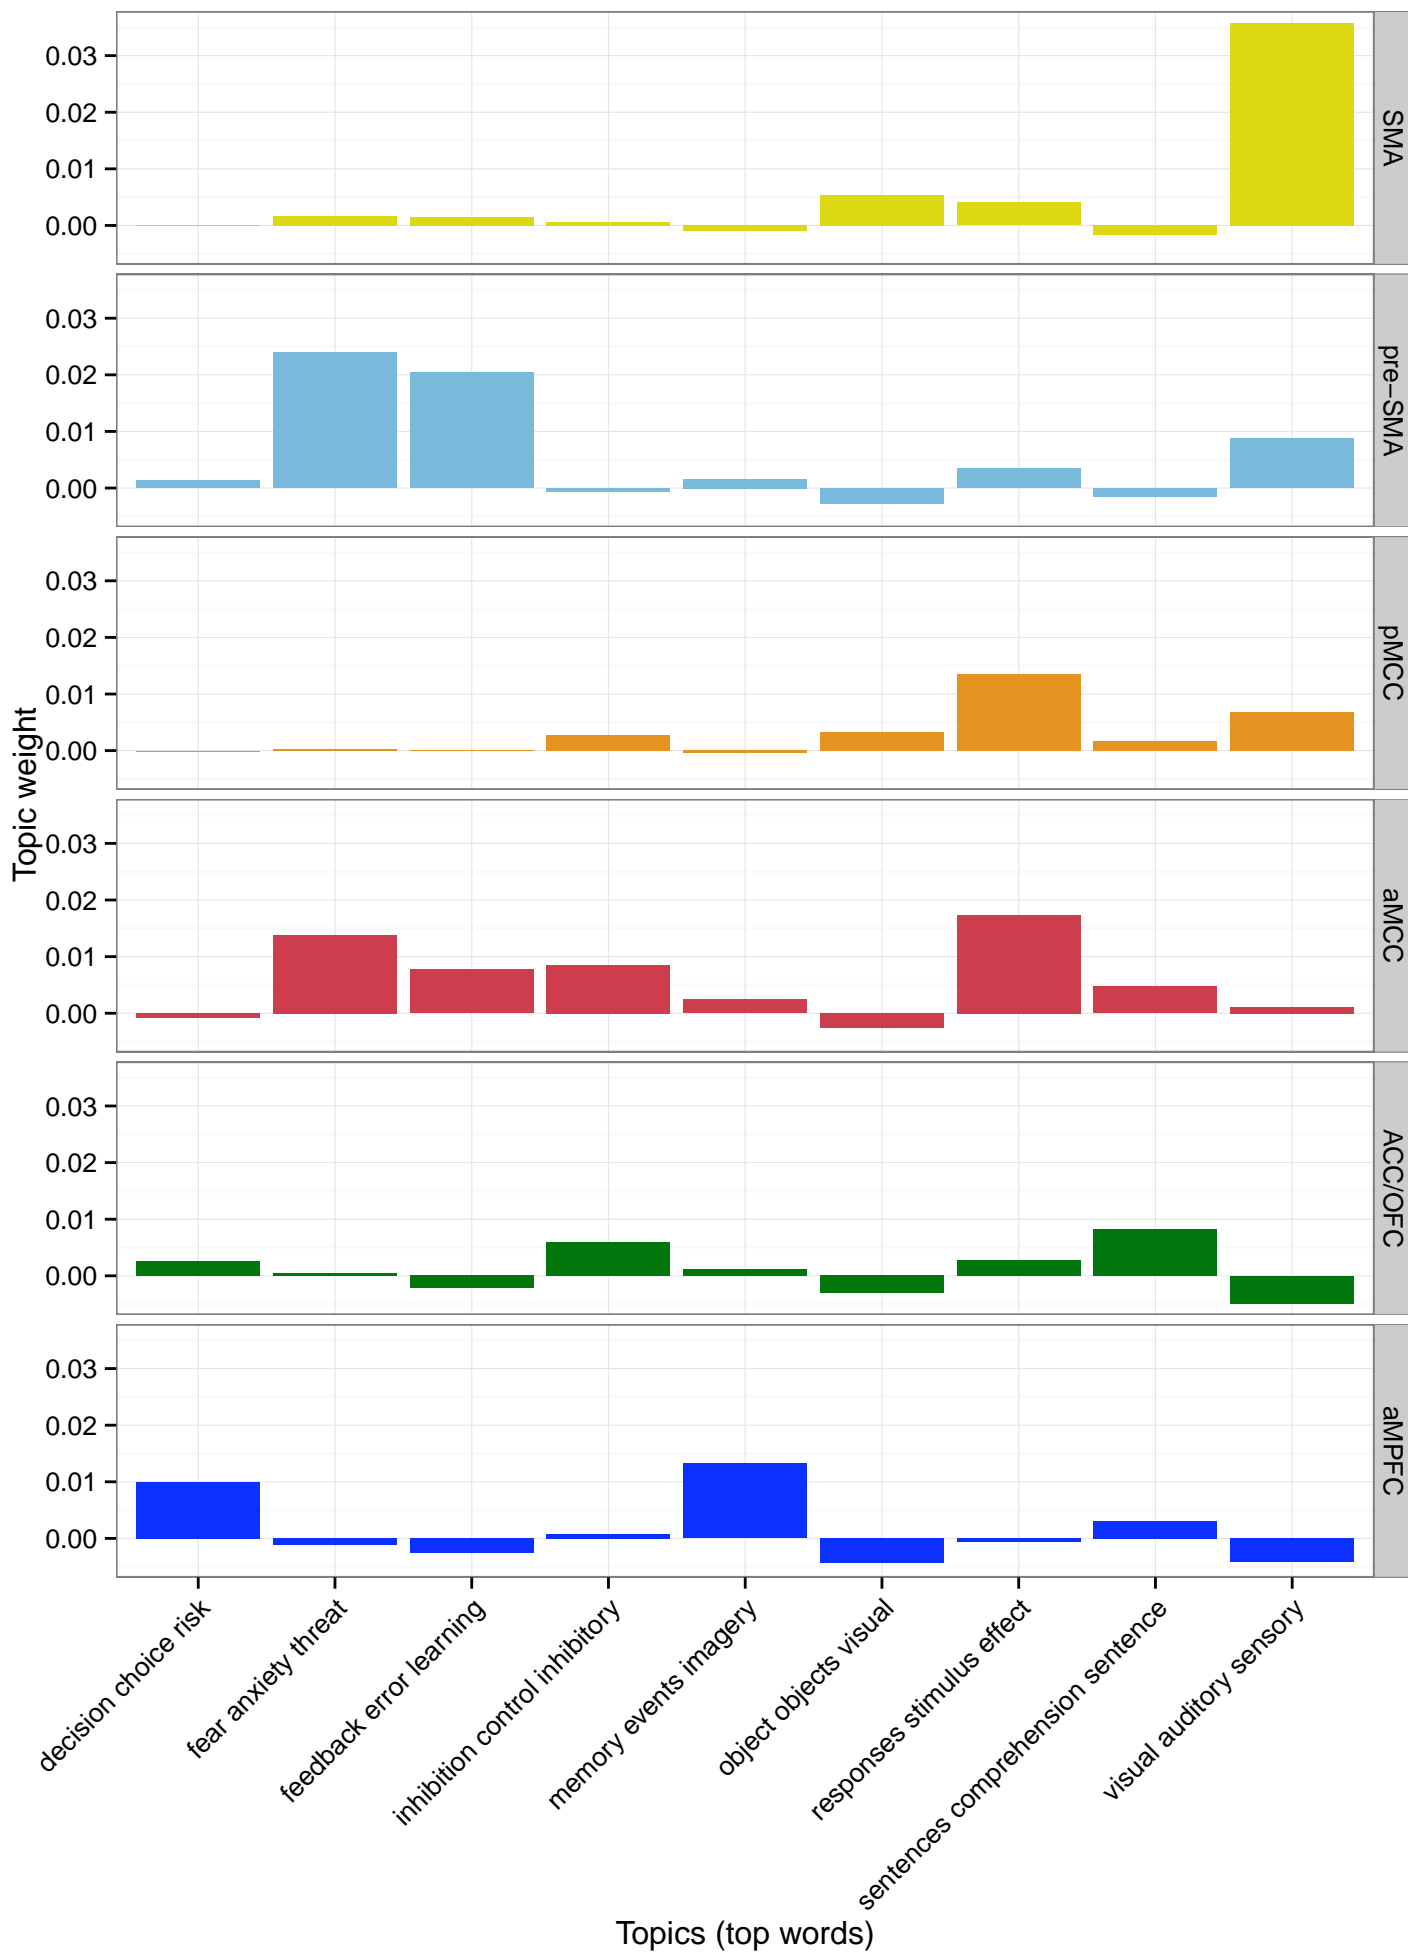 0.03
0.02
0.01
0.00
SMA
0.03
0.02
0.01
0.00
pre−SMA
0.03
0.02
0.01
0.00
pMCC
Topic weight
0.03
0.02
0.01
0.00
aMCC
0.03
0.02
0.01
0.00
ACC/OFC
0.03
0.02
0.01
0.00
aMPFC
decision choice risk
fear anxiety threat
feedback error learning
inhibition control inhibitory
memory events imagery
object objects visual
responses stimulus effect
sentences comprehension sentence
visual auditory sensory
Topics (top words)